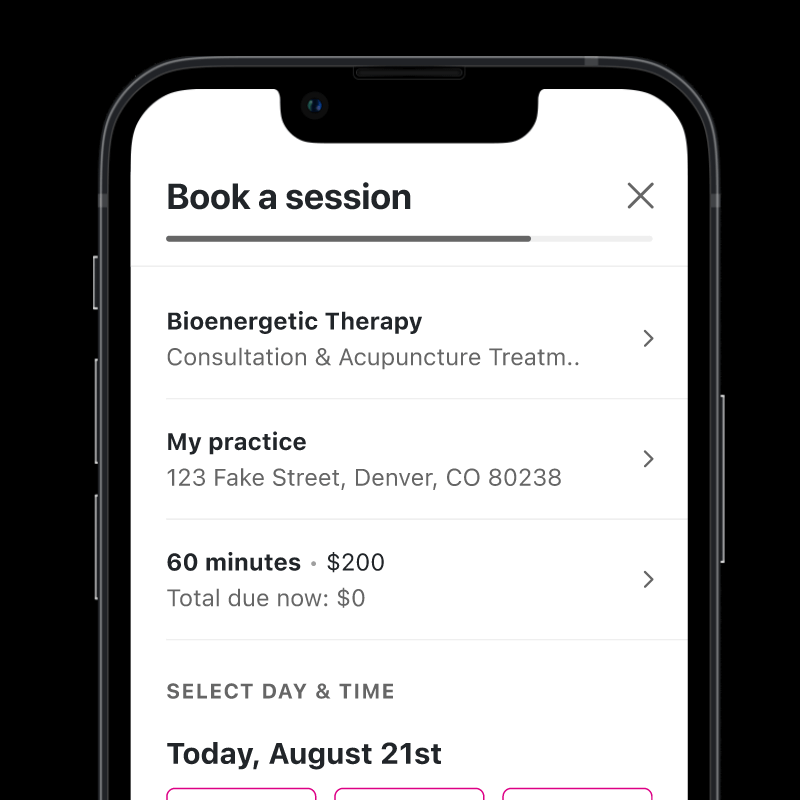 Book a session
Bioenergetic Therapy
Consultation & Acupuncture Treatm..
My practice
123 Fake Street, Denver, CO 80238
60 minutes • $200
Total due now: $0
SELECT DAY & TIME
Today, August 21st